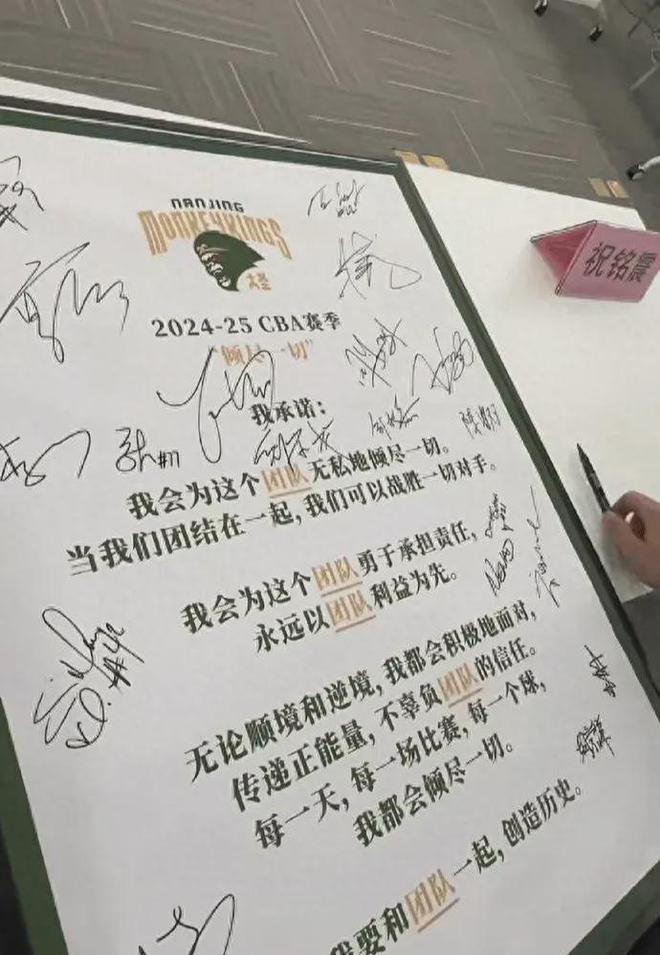 NANJING
MONKEYKINGS
大圣
祝铭震
2024-25 CBA赛季
“倾尽一切”
我承诺：
我会为这个团队无私地倾尽一切。
当我们团结在一起，我们可以战胜一切对手。
我会为这个团队勇于承担责任，
永远以团队利益为先。
无论顺境和逆境，我都会积极地面对，
传递正能量，不辜负团队的信任。
每一天，每一场比赛，每一个球，
我都会倾尽一切。
我要和团队一起，创造历史。